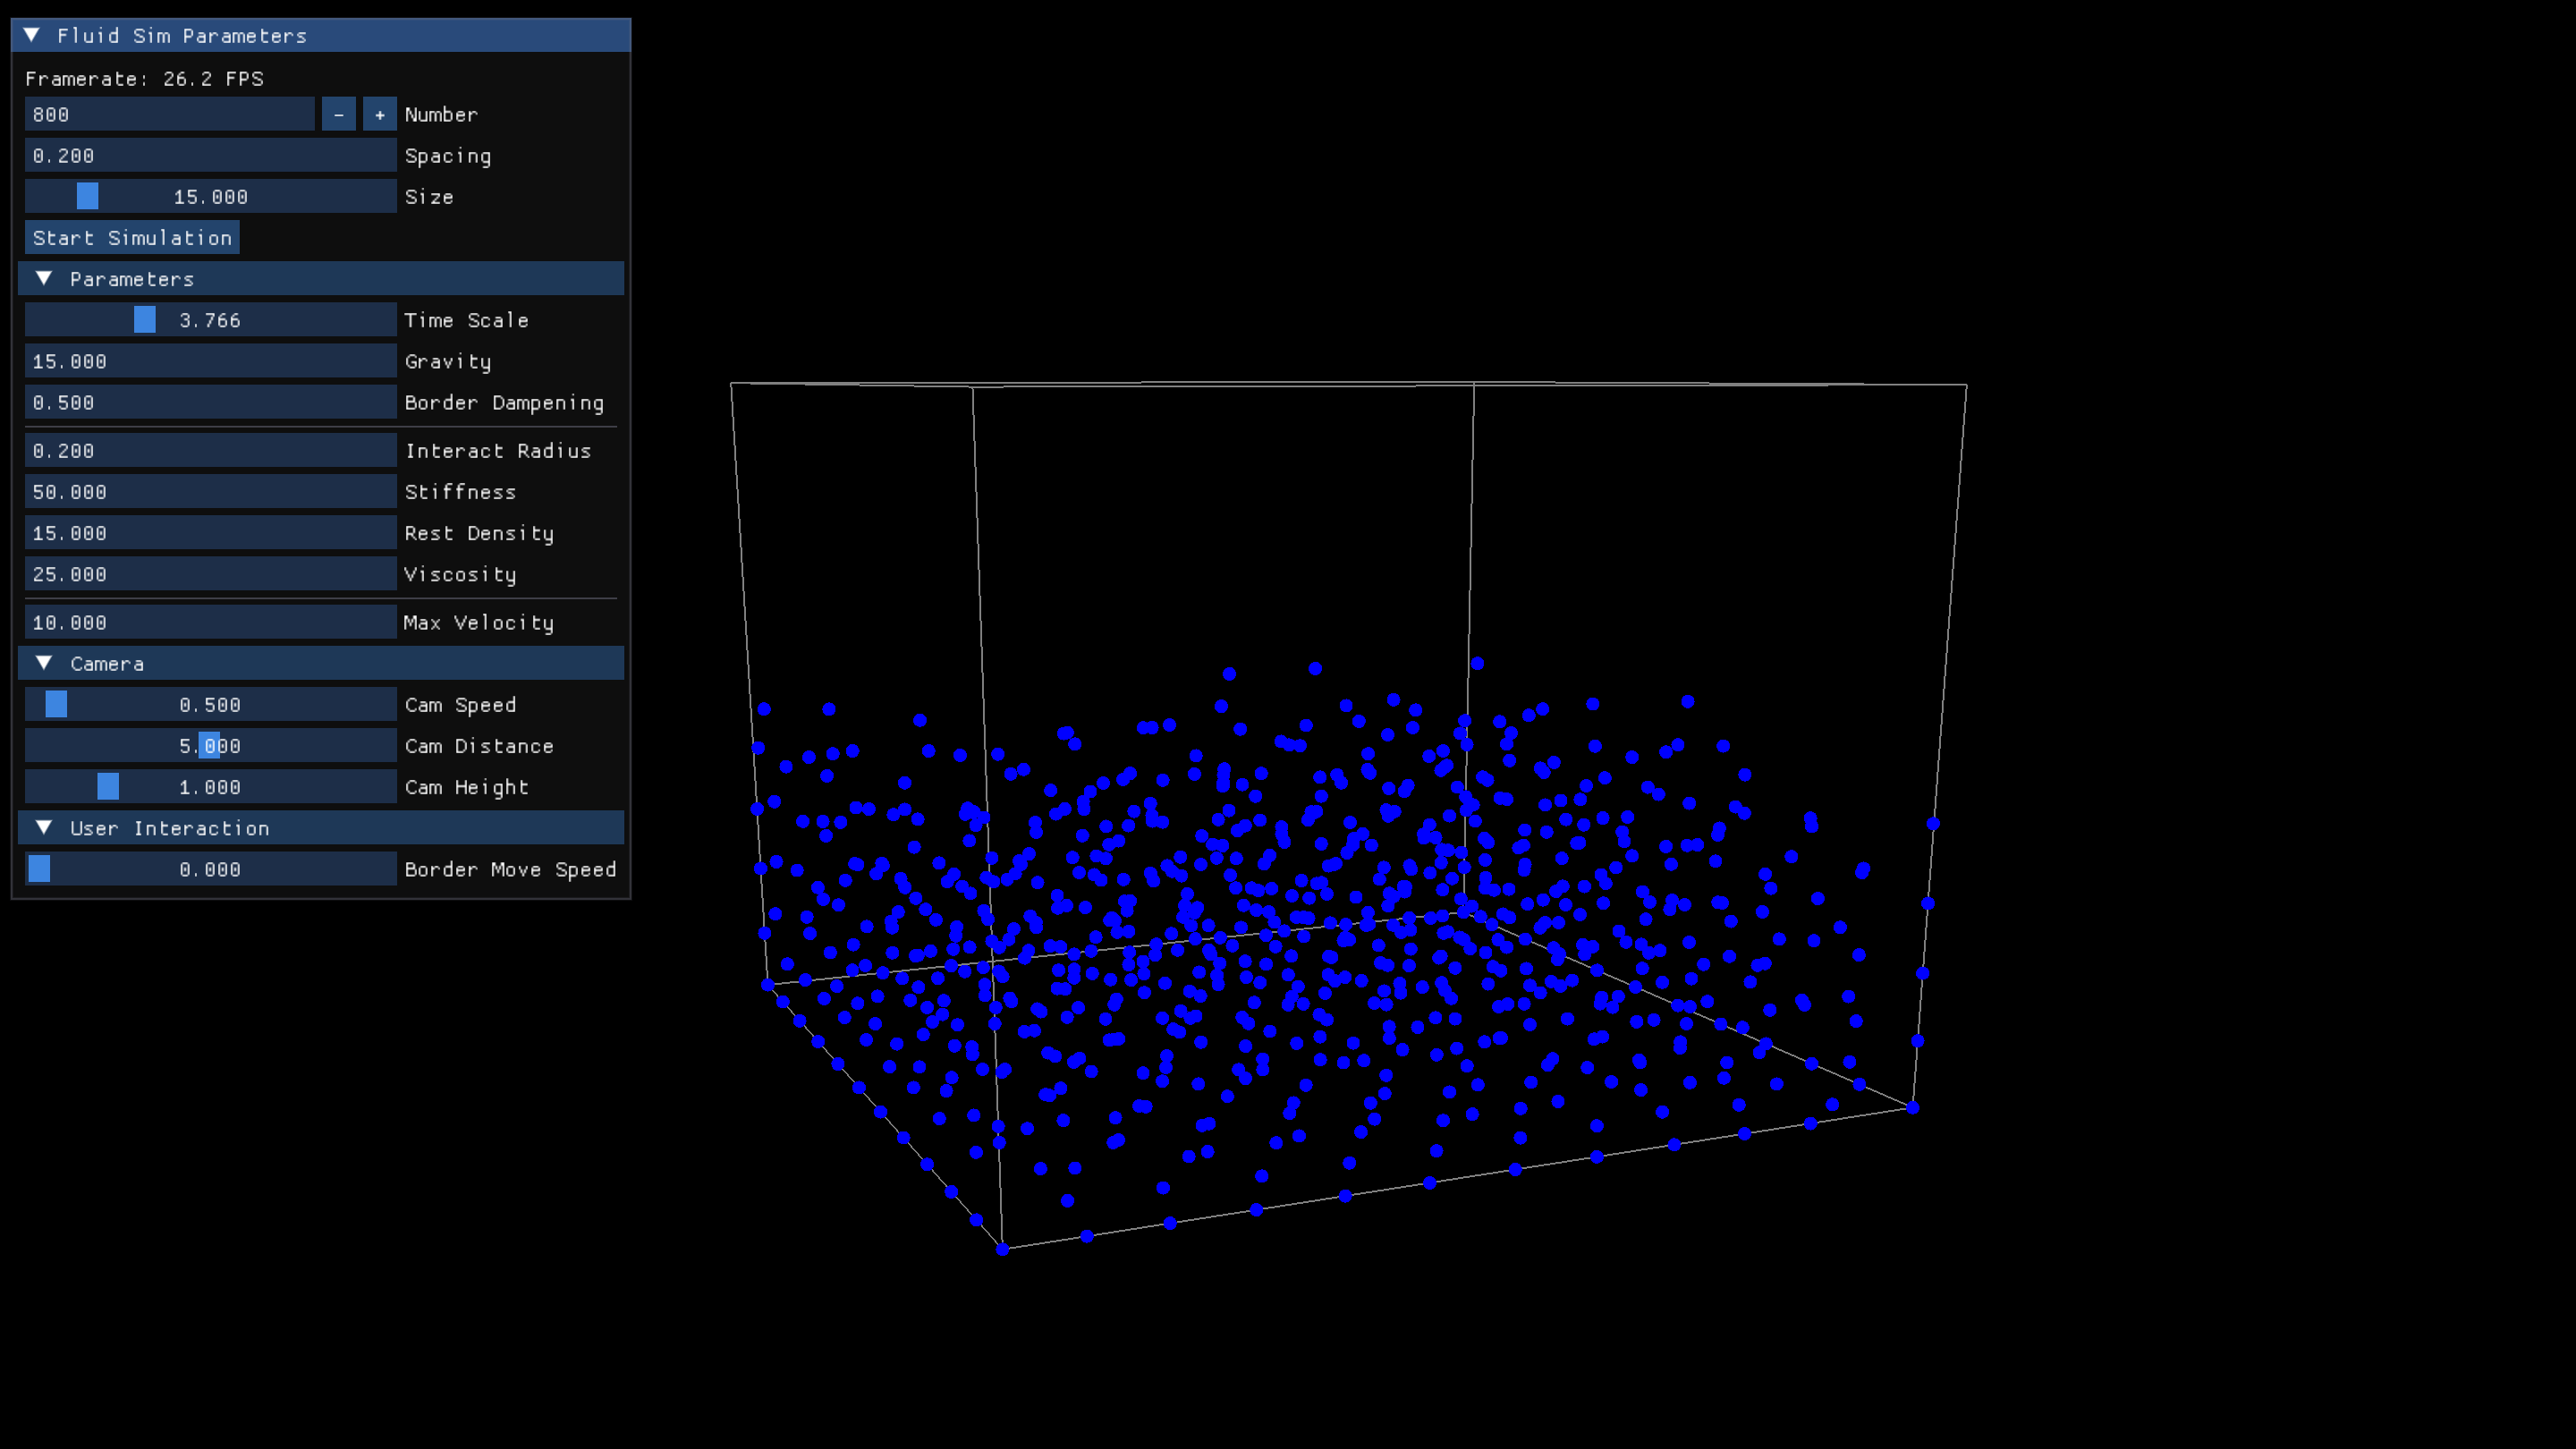 Fluid Sim Parameters
Framerate: 26.2 FPS
800 - + Number
0.200 Spacing
15.000 Size
Start Simulation
Parameters
3.766 Time Scale
15.000 Gravity
0.500 Border Dampening
0.200 Interact Radius
50.000 Stiffness
15.000 Rest Density
25.000 Viscosity
10.000 Max Velocity
Camera
0.500 Cam Speed
5.000 Cam Distance
1.000 Cam Height
User Interaction
0.000 Border Move Speed